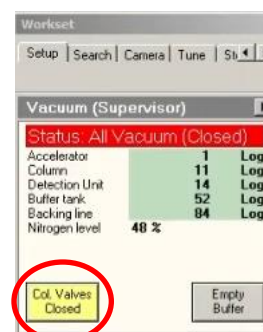 Workset
Setup Search Camera Tune
Vacuum (Supervisor)
Status: All Vacuum (Closed)
Accelerator 1 Log
Column 11 Log
Detection Unit 14 Log
Buffer tank 52 Log
Backing line 84 Log
Nitrogen level 48 %
Col. Valves Closed
Empty Buffer